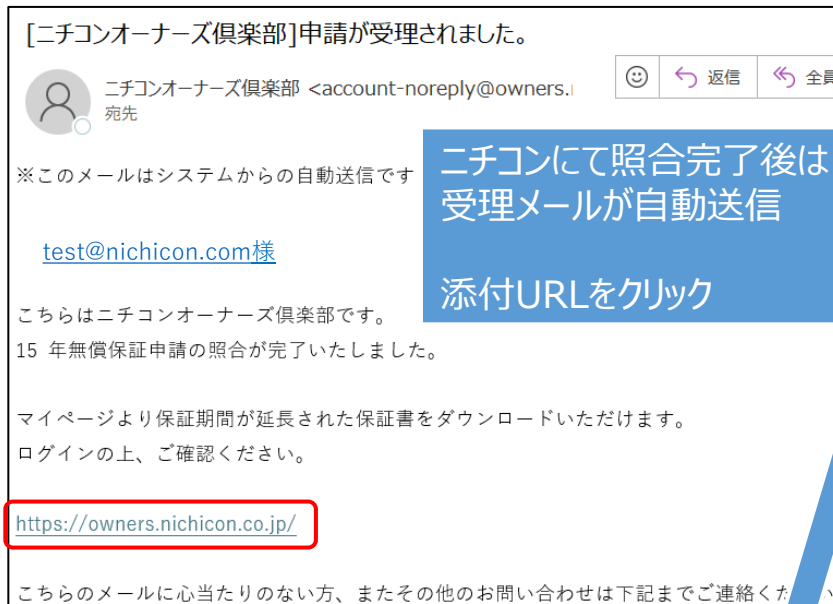 [ニチコンオーナーズ倶楽部]申請が受理されました。
ニチコンオーナーズ倶楽部 <account-noreply@owners.
返信
全員
宛先
ニチコンにて照合完了後は
受理メールが自動送信
添付URLをクリック
※このメールはシステムからの自動送信です
test@nichicon.com様
こちらはニチコンオーナーズ倶楽部です。
15 年無償保証申請の照合が完了いたしました。
マイページより保証期間が延長された保証書をダウンロードいただけます。
ログインの上、ご確認ください。
https://owners.nichicon.co.jp/
こちらのメールに心当たりのない方、またその他のお問い合わせは下記までご連絡くだ